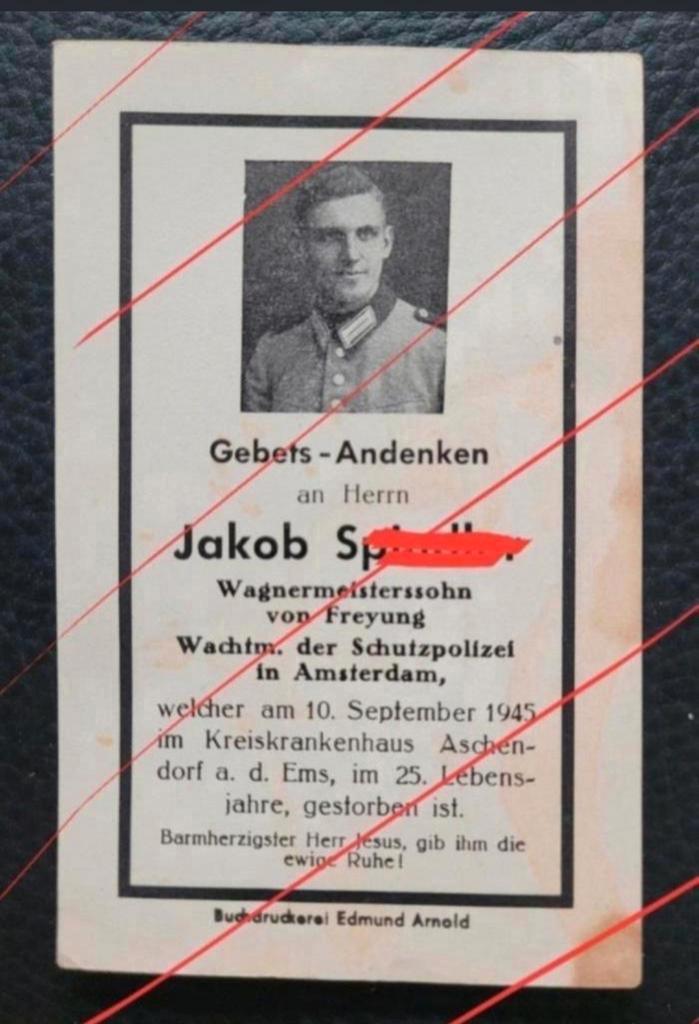 Gebets-Andenken
an Herrn
Jakob
Wagnermeisterssohn
von Freyung
Wachtm. der Schutzpolizei
in Amsterdam,
welcher am 10. September 1945
im Kreiskrankenhaus Aschen-
dorf a. d. Ems, im 25. Lebens-
jahre, gestorben ist.
Barmherzigster Herr Jesus, gib ihm die
ewige Ruhe!
Buchdruckerei Edmund Arnold